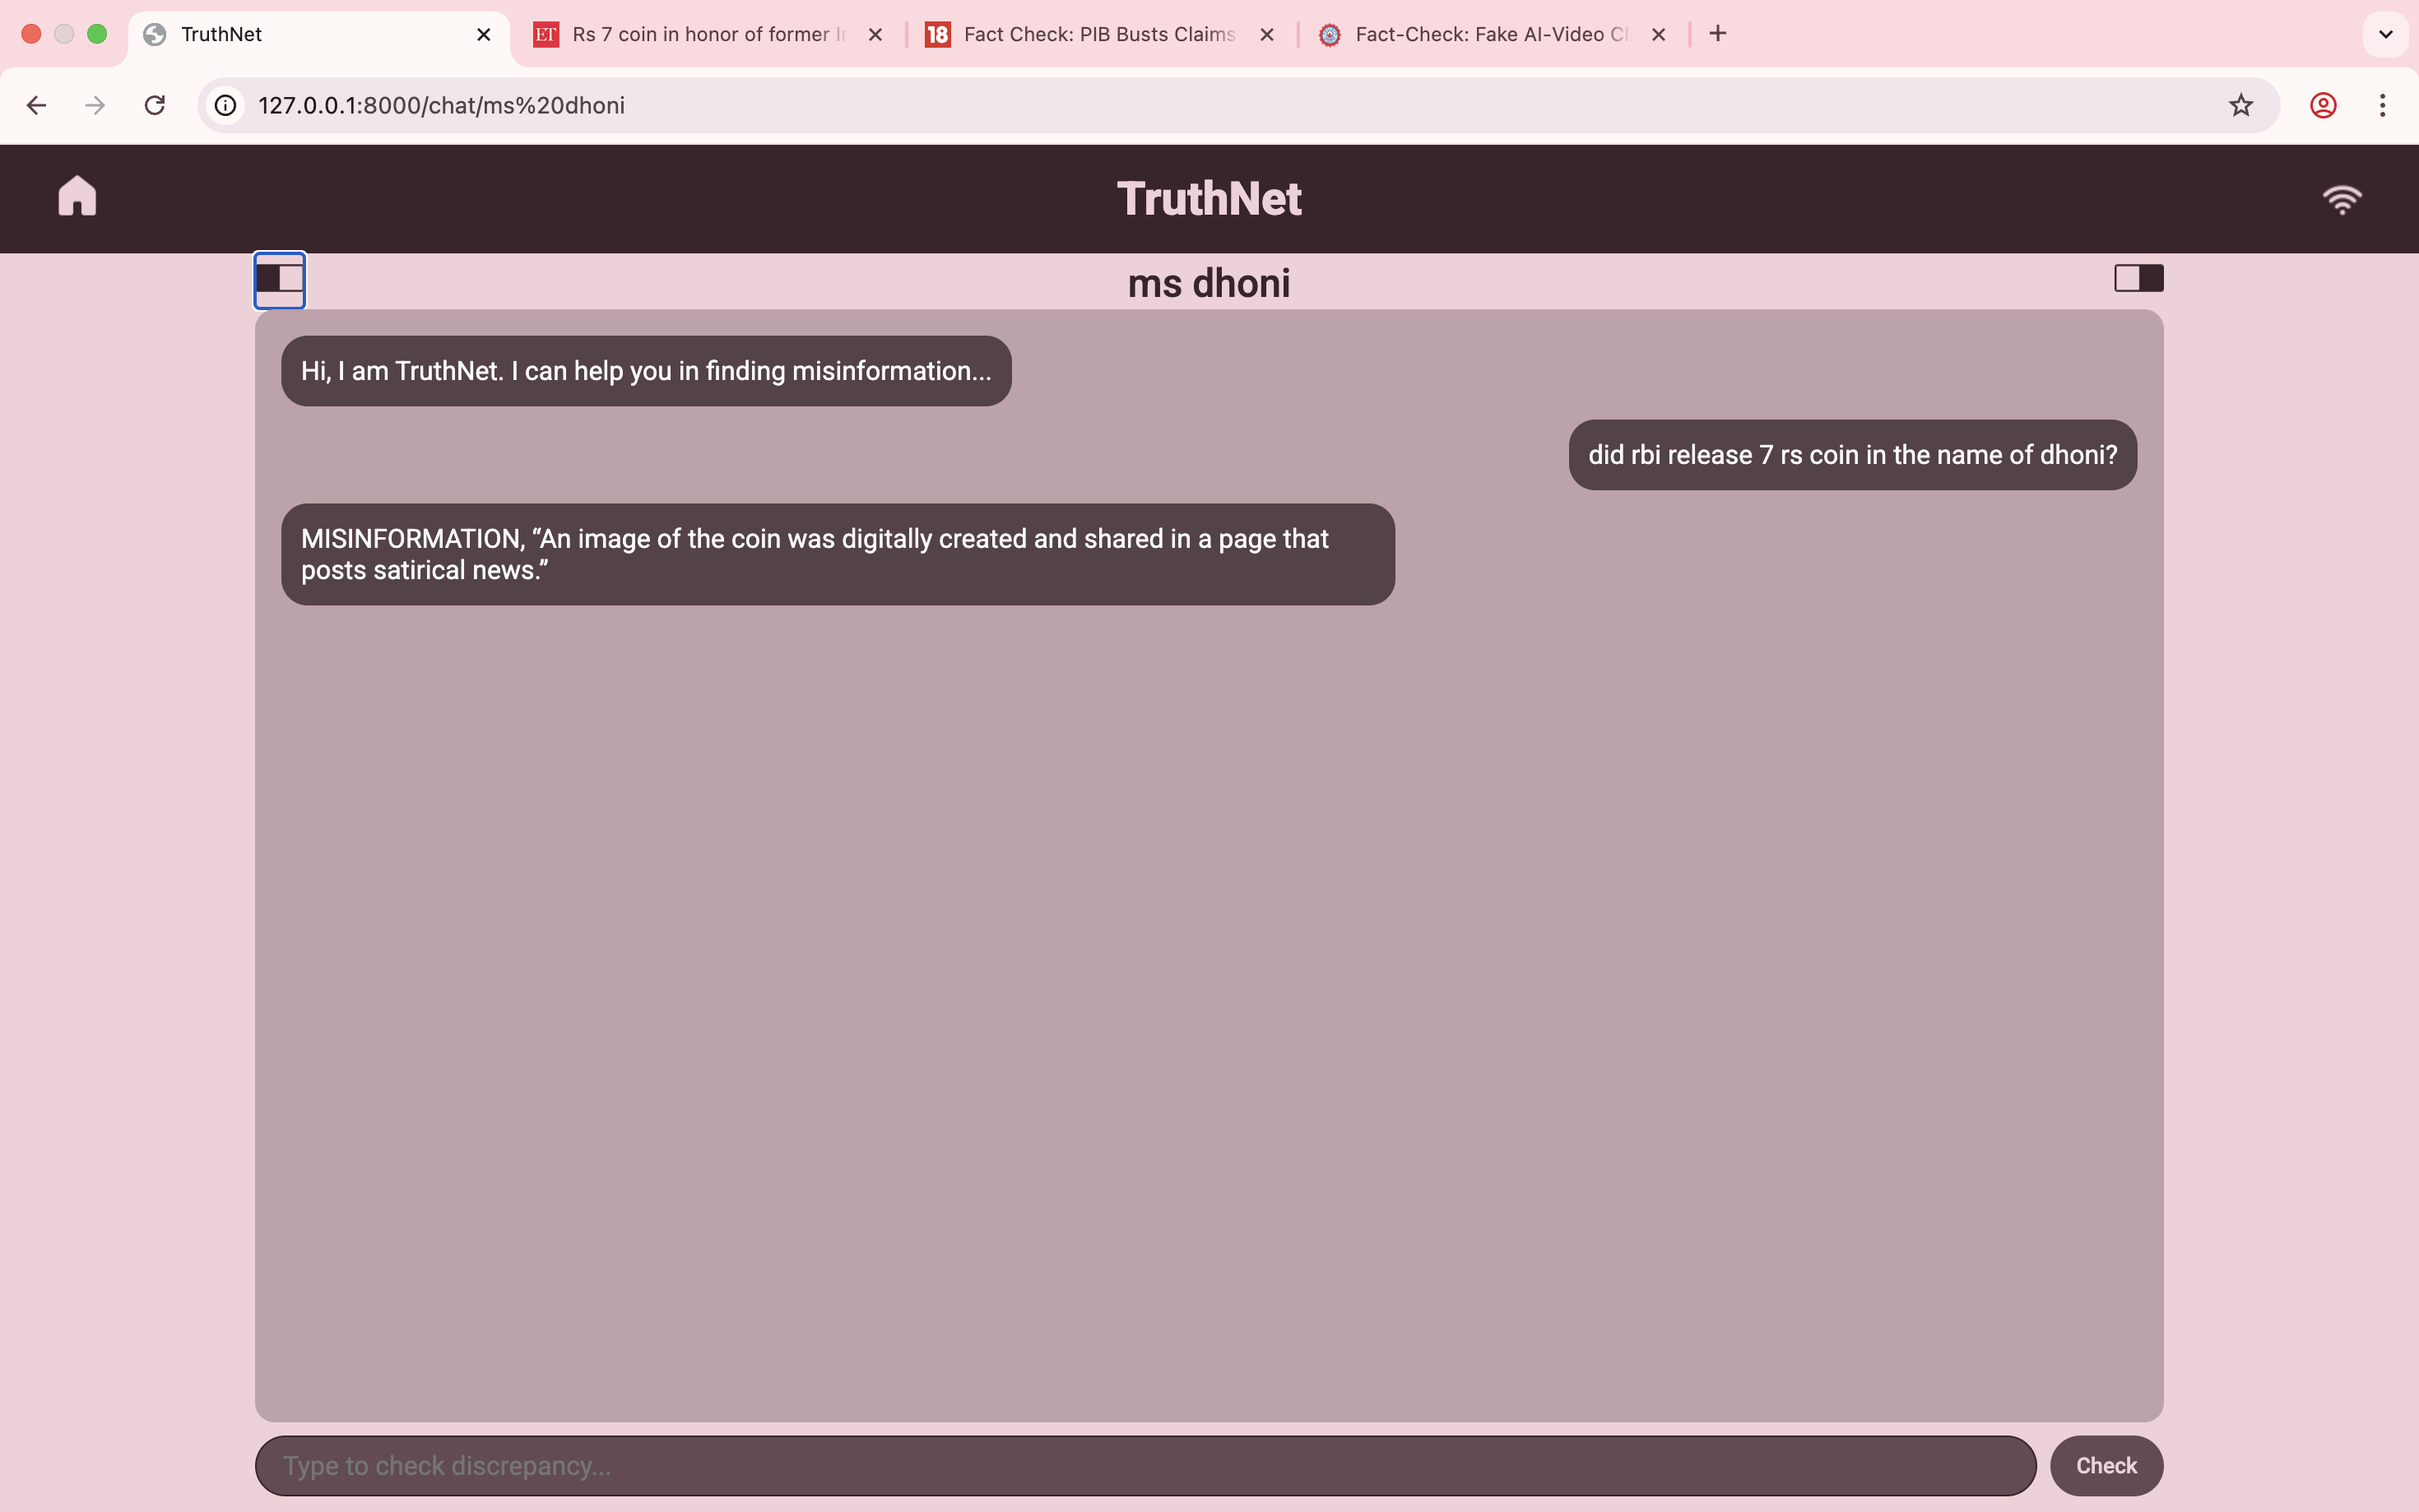 TruthNet
ET Rs 7 coin in honor of former
18 Fact Check: PIB Busts Claims
Fact-Check: Fake AI-Video
127.0.0.1:8000/chat/ms%20dhoni
TruthNet
ms dhoni
Hi, I am TruthNet. I can help you in finding misinformation...
did rbi release 7 rs coin in the name of dhoni?
MISINFORMATION, “An image of the coin was digitally created and shared in a page that
posts satirical news.”
Type to check discrepancy...
Check